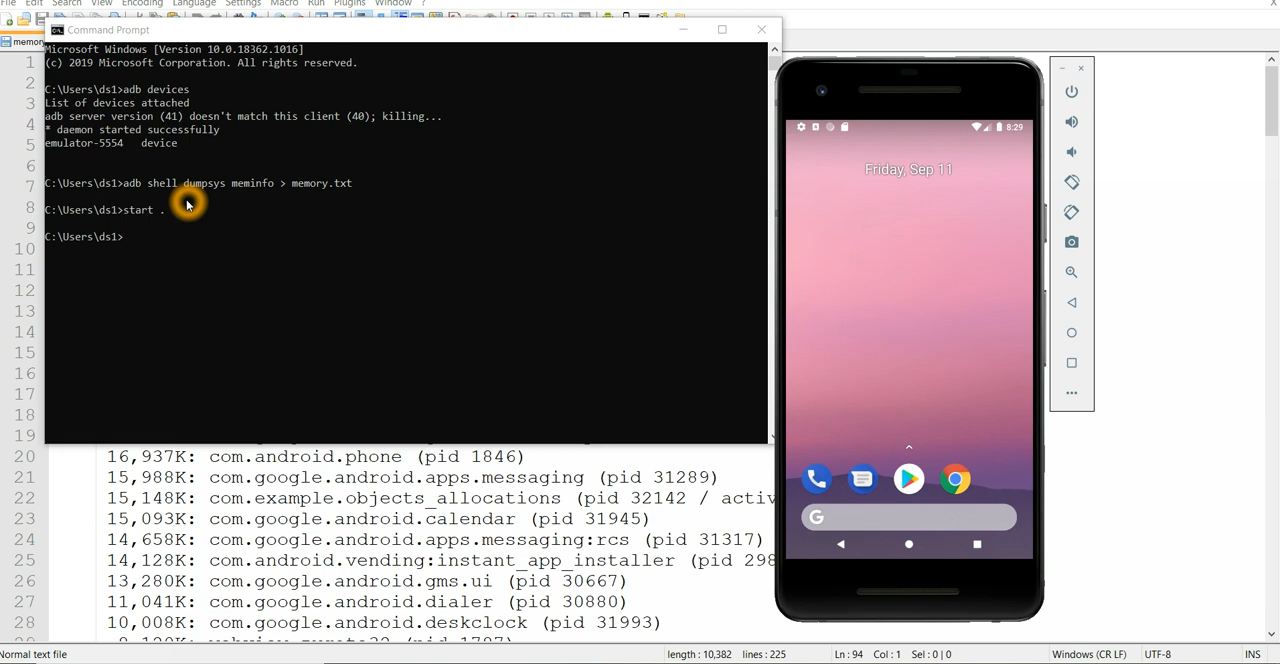 File Edit Search View Encoding Language Settings Macro Run Plugins Window ?
Command Prompt
Microsoft Windows [Version 10.0.18362.1016]
(c) 2019 Microsoft Corporation. All rights reserved.
C:\Users\ds1>adb devices
List of devices attached
adb server version (41) doesn't match this client (40); killing...
* daemon started successfully
emulator-5554 device
C:\Users\ds1>adb shell dumpsys meminfo > memory.txt
C:\Users\ds1>start .
C:\Users\ds1>
1
2
3
4
5
6
7
8
9
10
11
12
13
14
15
16
17
18
19
20 16,937K: com.android.phone (pid 1846)
21 15,968K: com.google.android.apps.messaging (pid 31289)
22 15,148K: com.example.objects_allocations (pid 32142 / activ
23 15,093K: com.google.android.calendar (pid 31945)
24 14,658K: com.google.android.apps.messaging:rcs (pid 31317)
25 14,128K: com.android.vending:instant_app_installer (pid 298
26 13,280K: com.google.android.gms.ui (pid 30667)
27 11,041K: com.google.android.dialer (pid 30880)
28 10,008K: com.google.android.deskclock (pid 31993)
8:29
Friday, Sep 11
G
Normal text file length : 10,382 lines : 225 Ln : 94 Col : 1 Sel : 0 | 0 Windows (CR LF) UTF-8 INS